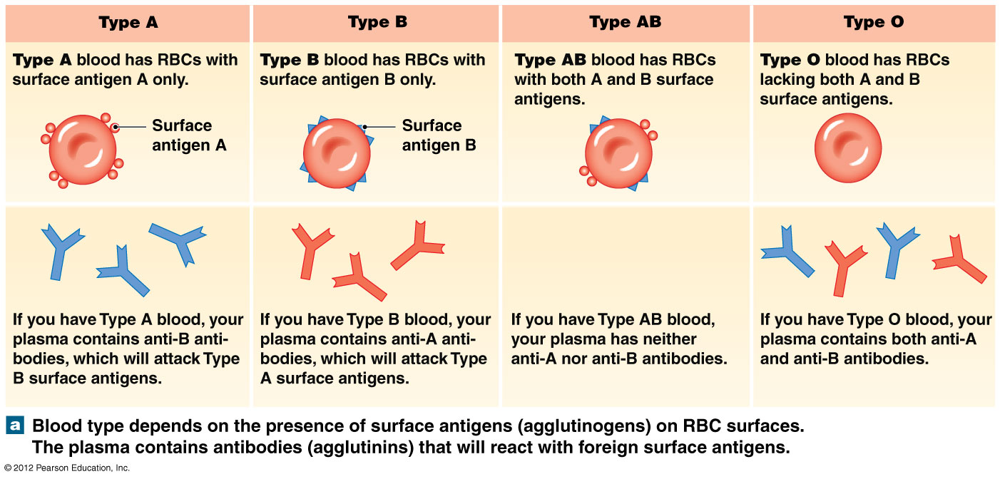 Type A
Type B
Type AB
Type O
Type A blood has RBCs with
surface antigen A only.
Surface
antigen A
Type B blood has RBCs with
surface antigen B only.
Surface
antigen B
Type AB blood has RBCs
with both A and B surface
antigens.
Type O blood has RBCs
lacking both A and B
surface antigens.
If you have Type A blood, your
plasma contains anti-B anti-
bodies, which will attack Type
B surface antigens.
If you have Type B blood, your
plasma contains anti-A anti-
bodies, which will attack Type
A surface antigens.
If you have Type AB blood,
your plasma has neither
anti-A nor anti-B antibodies.
If you have Type O blood, your
plasma contains both anti-A
and anti-B antibodies.
a Blood type depends on the presence of surface antigens (agglutinogens) on RBC surfaces.
The plasma contains antibodies (agglutinins) that will react with foreign surface antigens.
© 2012 Pearson Education, Inc.